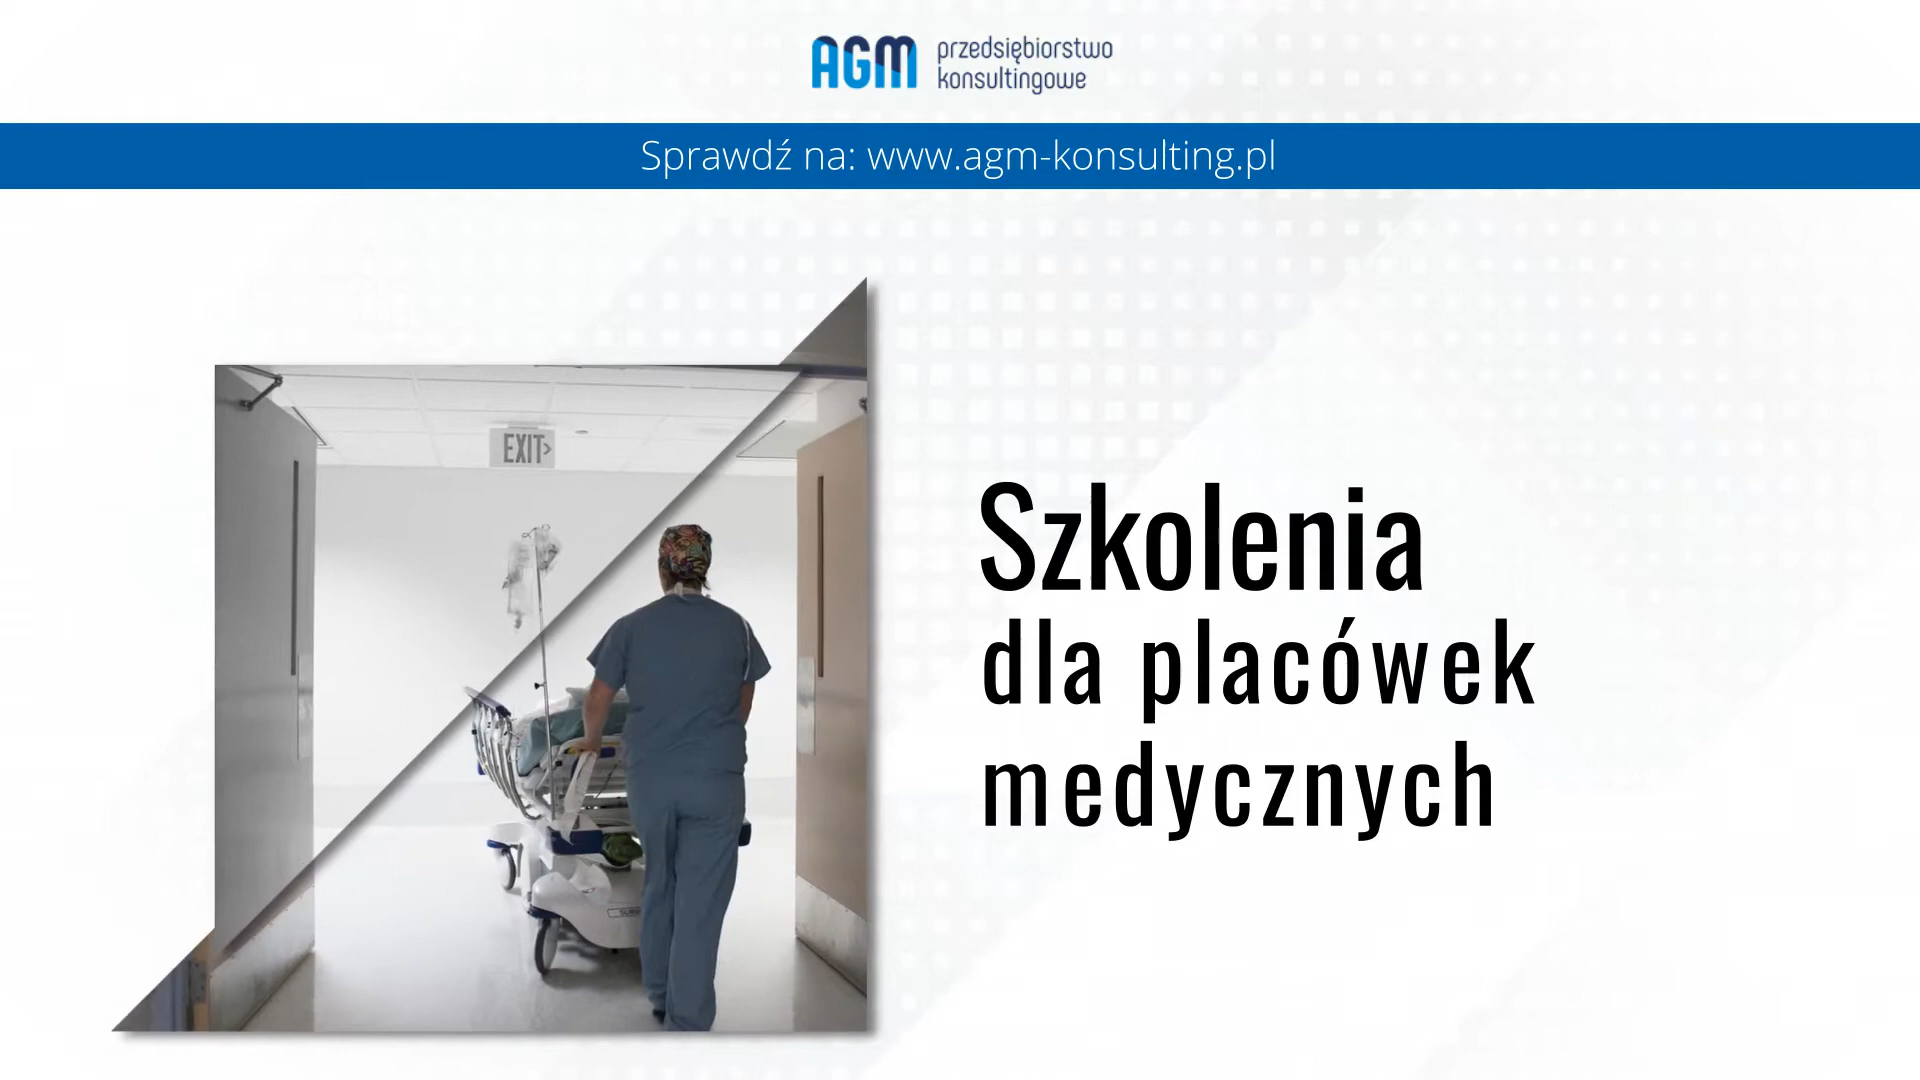 AGM przedsiębiorstwo
konsultingowe
Sprawdź na: www.agm-konsulting.pl
EXIT>
Szkolenia
dla placówek
medycznych